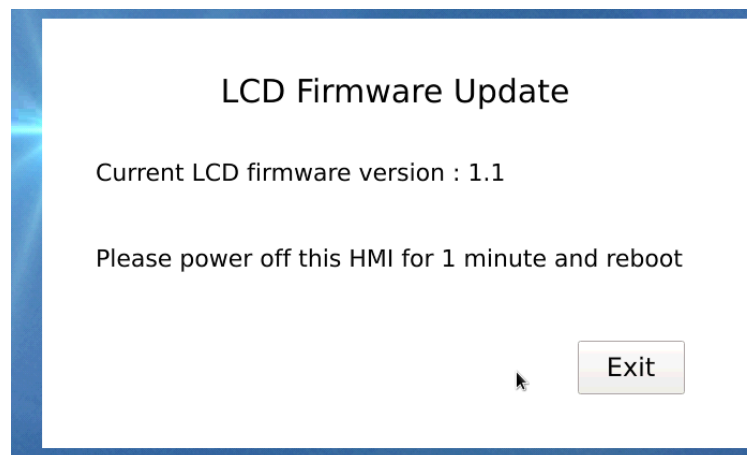 LCD Firmware Update
Current LCD firmware version : 1.1
Please power off this HMI for 1 minute and reboot
Exit